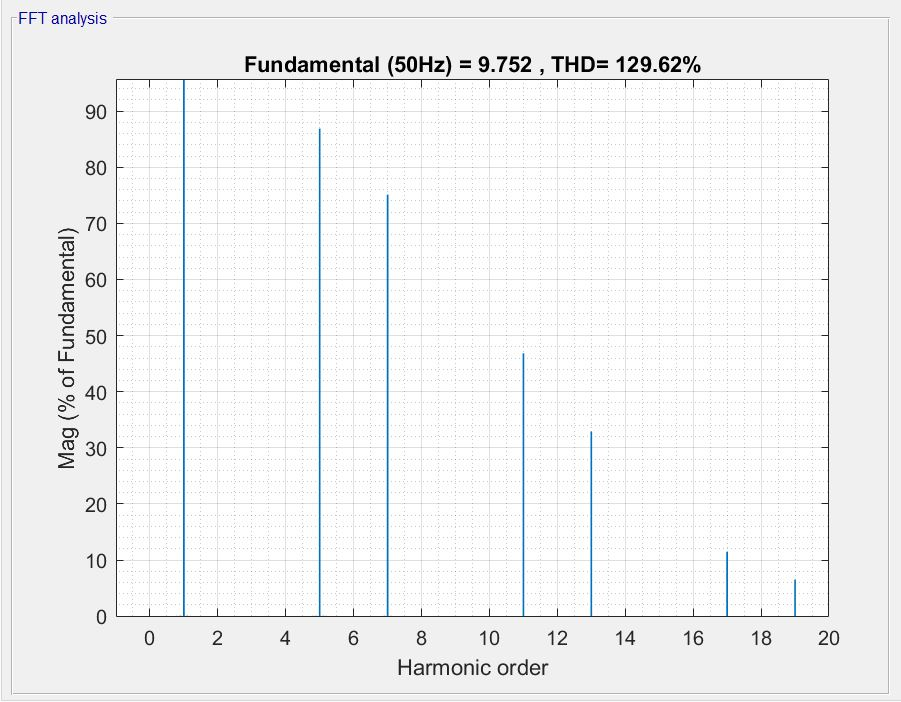 FFT analysis
Fundamental (50Hz) = 9.752 , THD= 129.62%
Mag (% of Fundamental)
90
80
70
60
50
40
30
20
10
0
0 2 4 6 8 10 12 14 16 18 20
Harmonic order